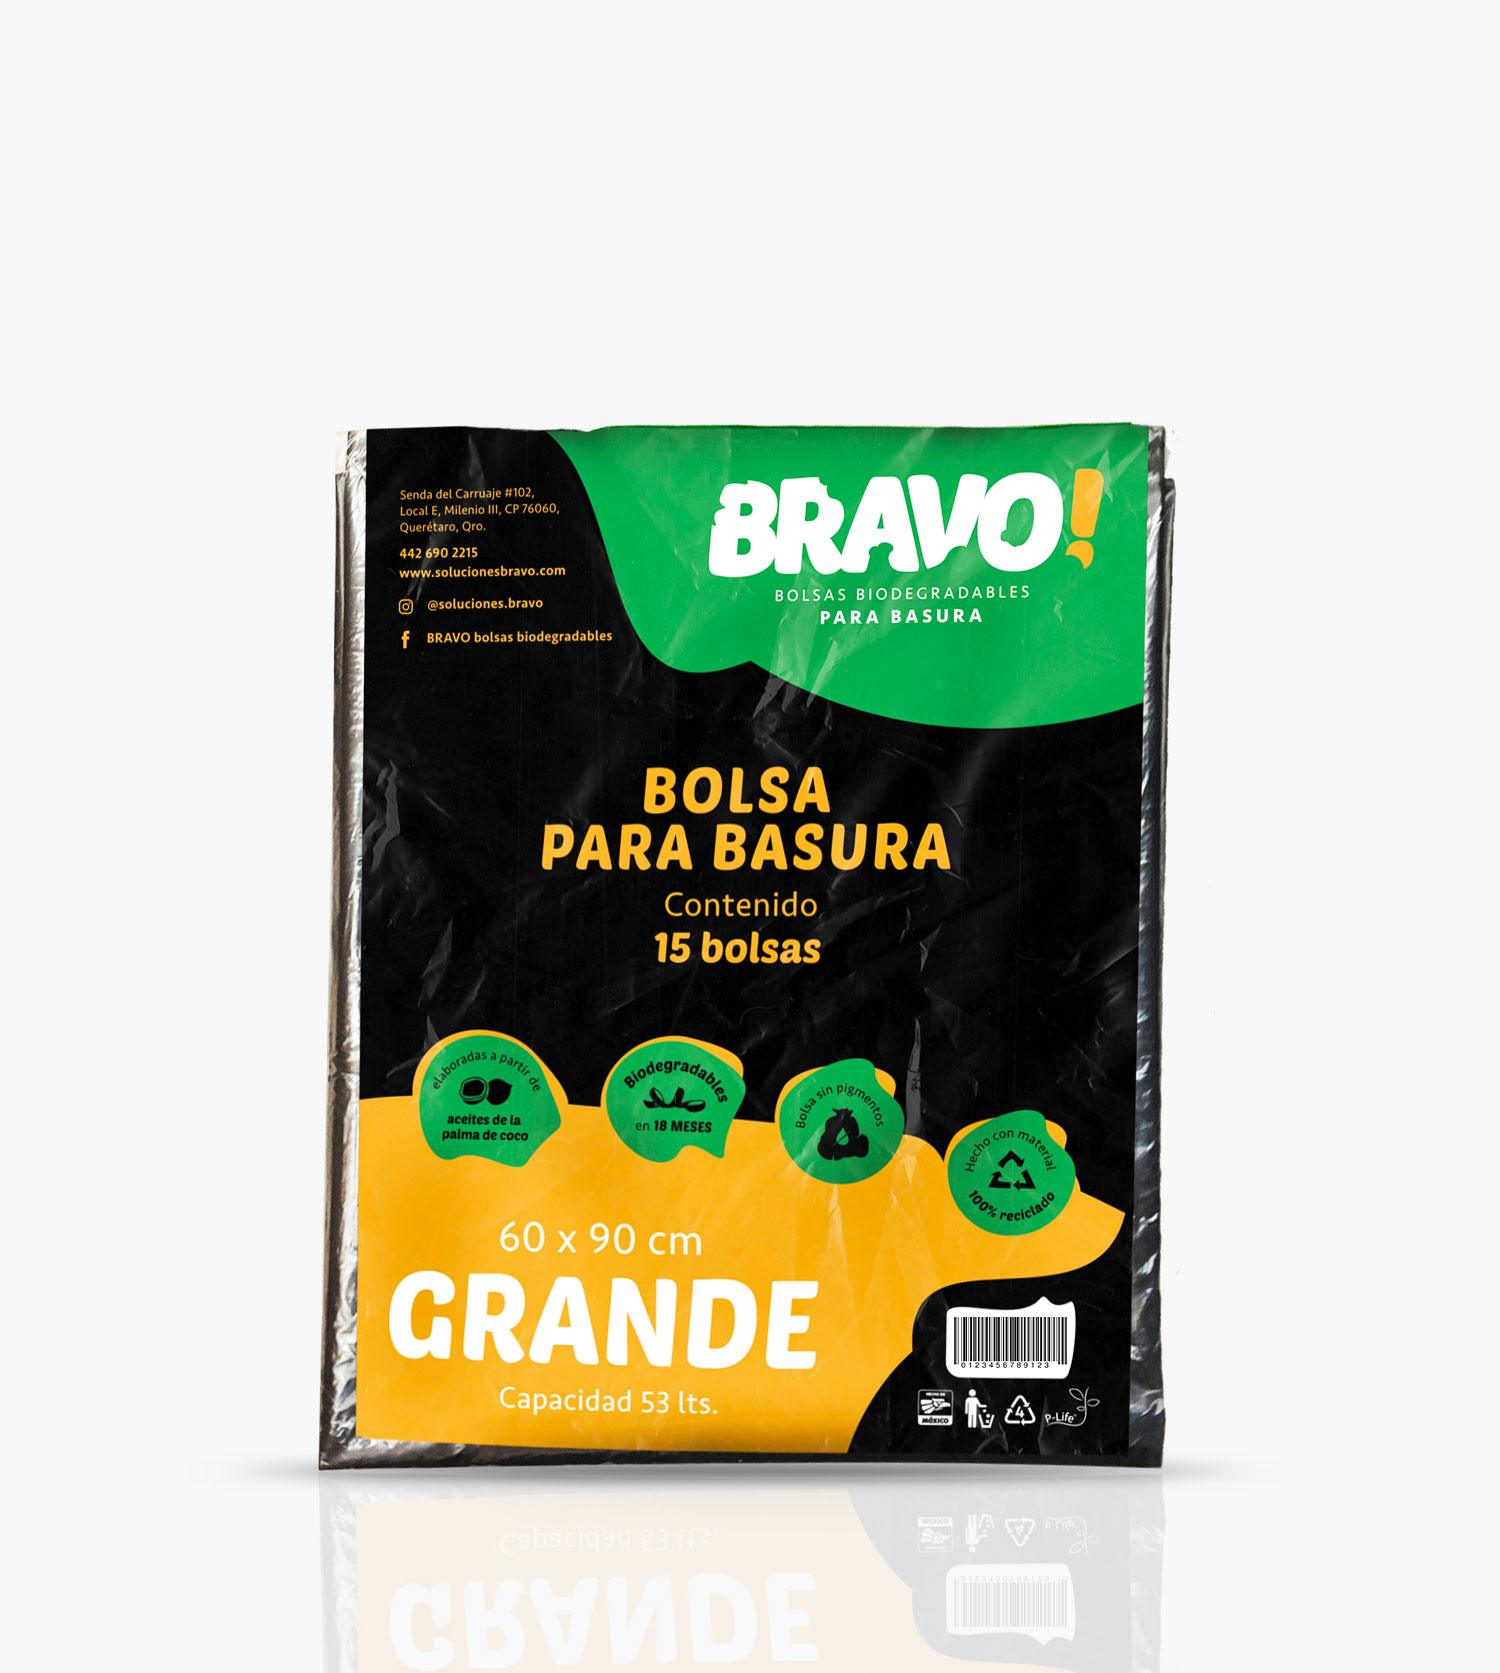 Senda del Carruaje #102,
Local E, Milenio III, CP 76060,
Querétaro, Qro.
442 690 2215
www.solucionesbravo.com
@soluciones.bravo
BRAVO bolsas biodegradables
BRAVO!
BOLSAS BIODEGRADABLES
PARA BASURA
BOLSA
PARA BASURA
Contenido
15 bolsas
elaboradas a partir de
aceites de la
palma de coco
Biodegradables
en 18 MESES
Bolsa sin pigmentos
Hecho con material
100% reciclado
60 x 90 cm
GRANDE
Capacidad 53 lts.
0123456789123
HECHO EN
MÉXICO
4
P-Life